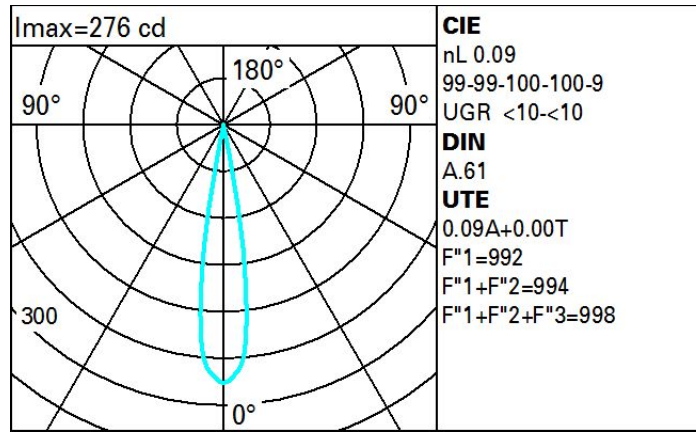 Imax=276 cd
180°
90°
90°
300
0°
CIE
nL 0.09
99-99-100-100-9
UGR <10-<10
DIN
A.61
UTE
0.09A+0.00T
F"1=992
F"1+F"2=994
F"1+F"2+F"3=998